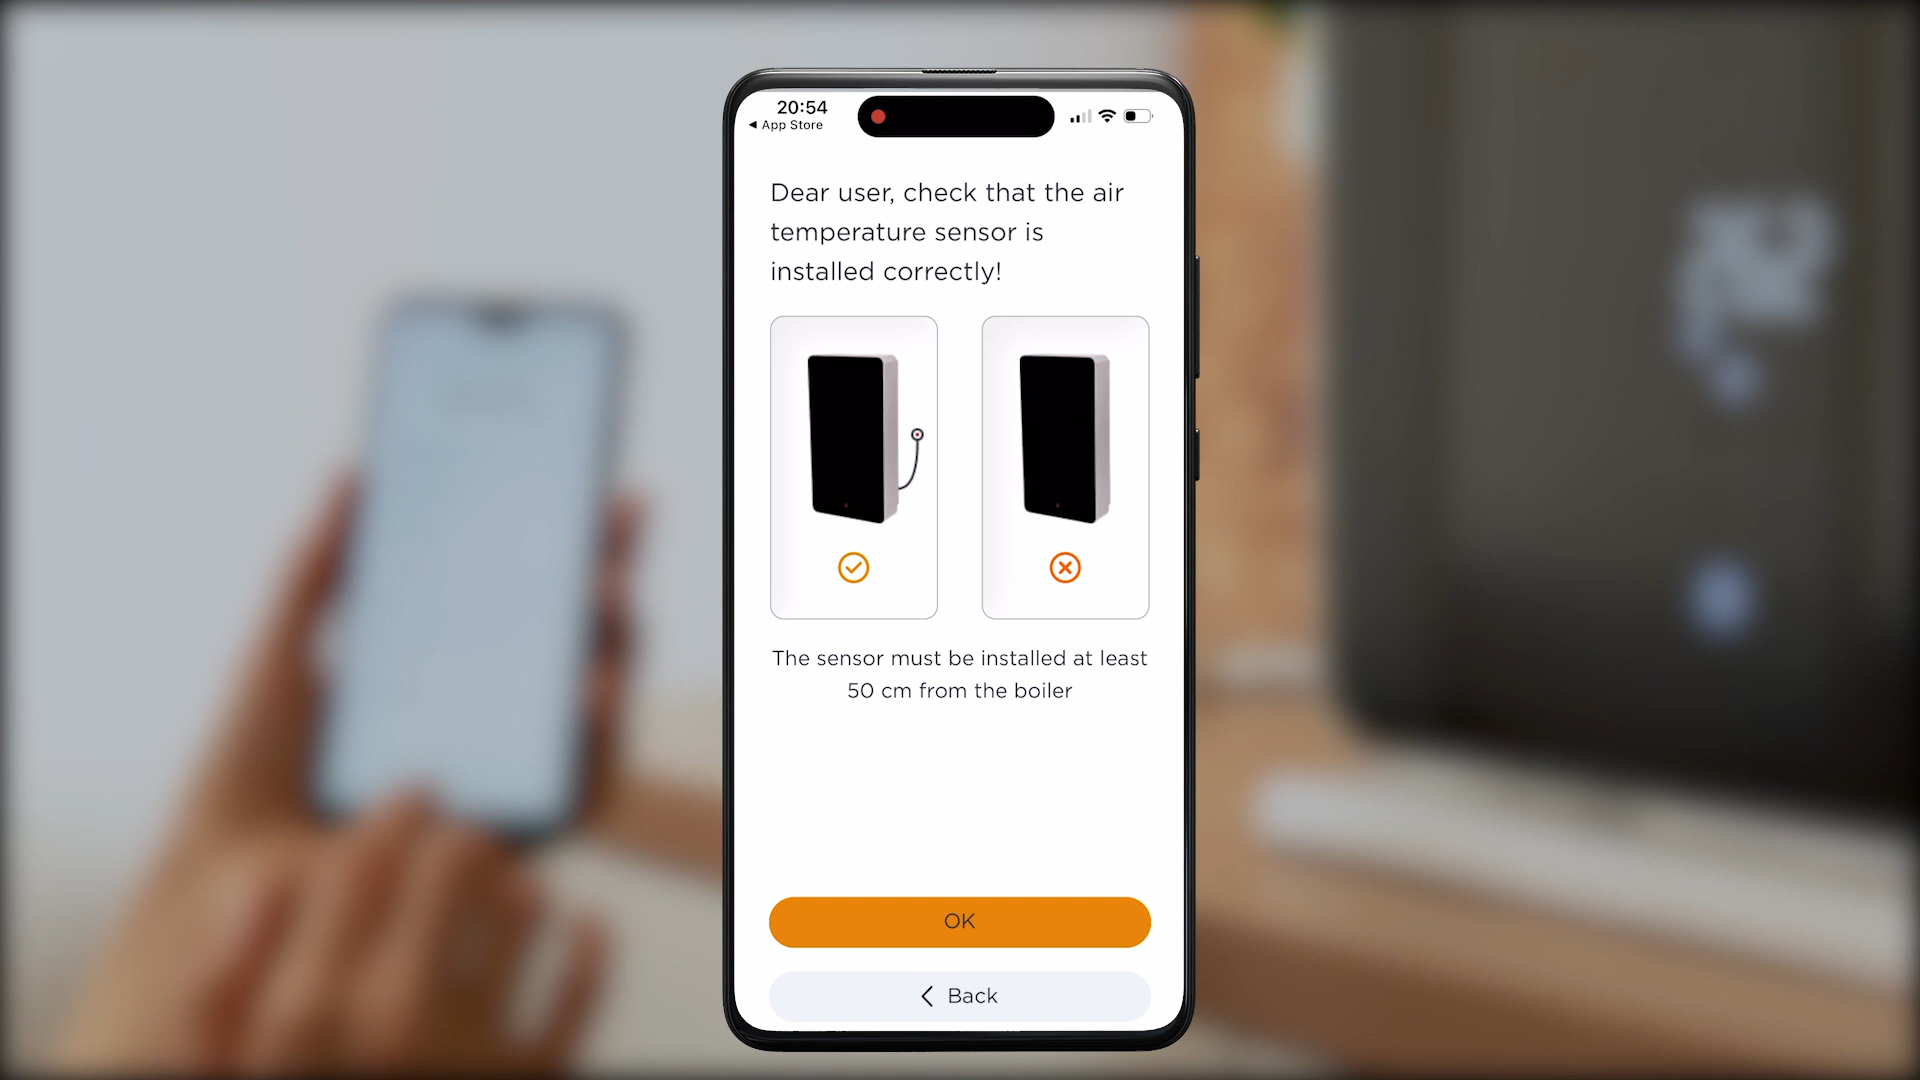 20:54
App Store
Dear user, check that the air
temperature sensor is
installed correctly!
The sensor must be installed at least
50 cm from the boiler
OK
Back